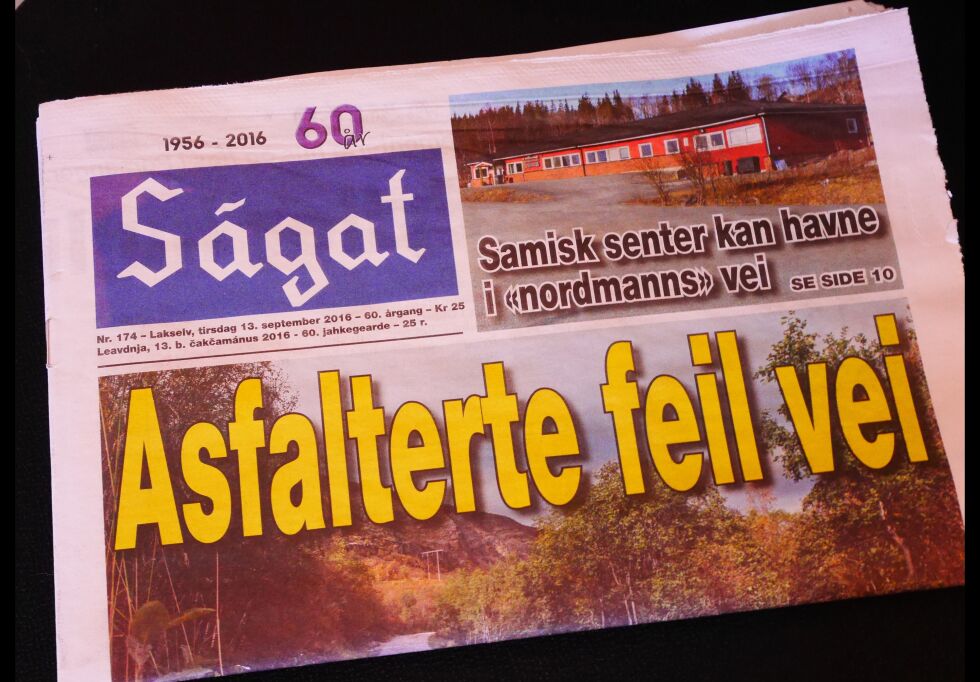 1956 - 2016 60 år
Ságat
Nr. 174 – Lakselv, tirsdag 13. september 2016 – 60. årgang – Kr 25
Leavdnja, 13. b. čakčamánus 2016 - 60. jahkegearde – 25 r.
Samisk senter kan havne
i «nordmanns» vei SE SIDE 10
Asfalterte feil vei